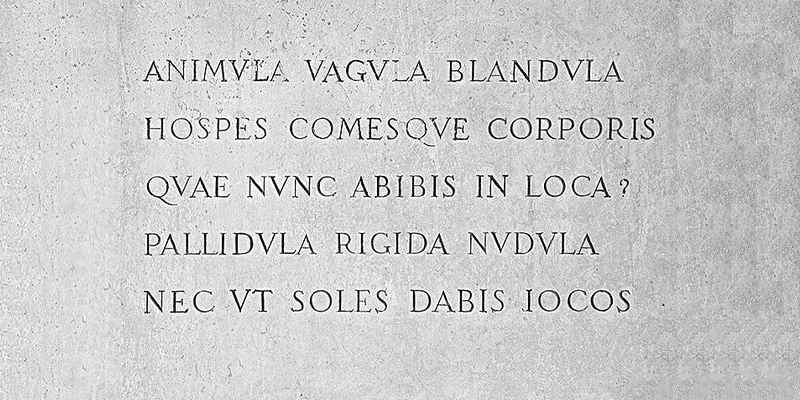 ANIMVLA VAGVLA BLANDVLA
HOSPES COMESQVE CORPORIS
QVAE NVNC ABIBIS IN LOCA?
PALLIDVLA RIGIDA NVDVLA
NEC VT SOLES DABIS IOCOS